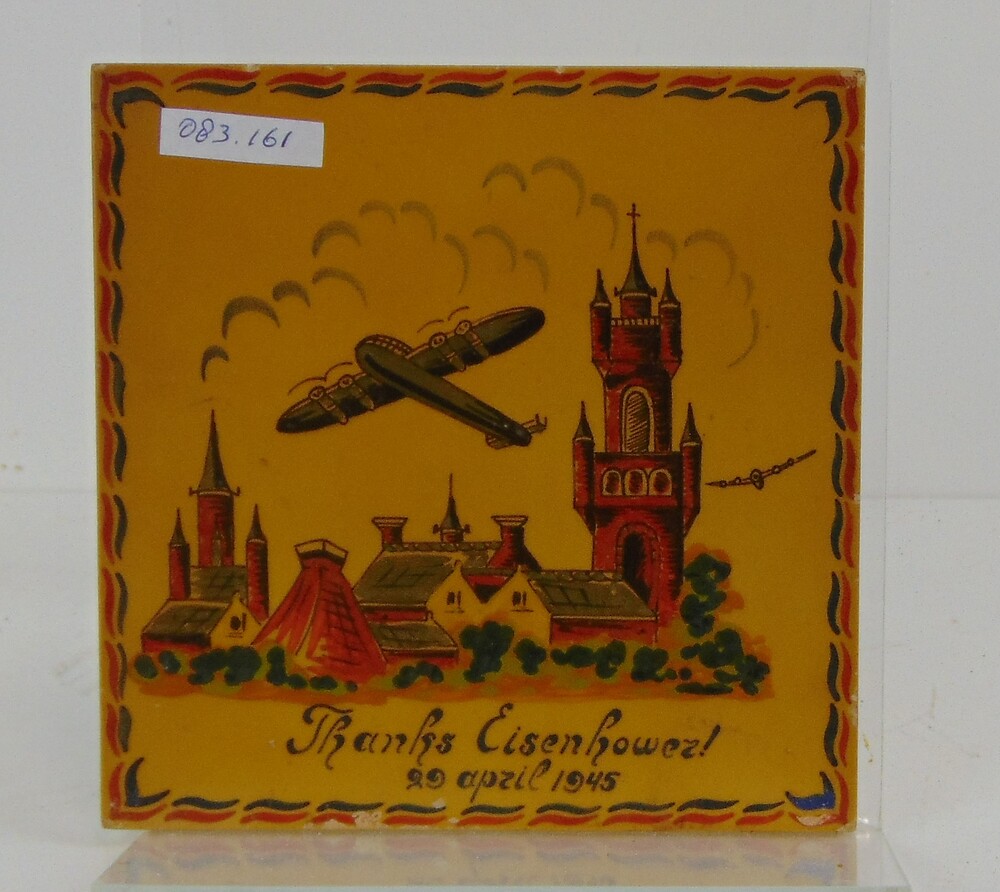 083.161
Thanks Eisenhower!
29 april 1945